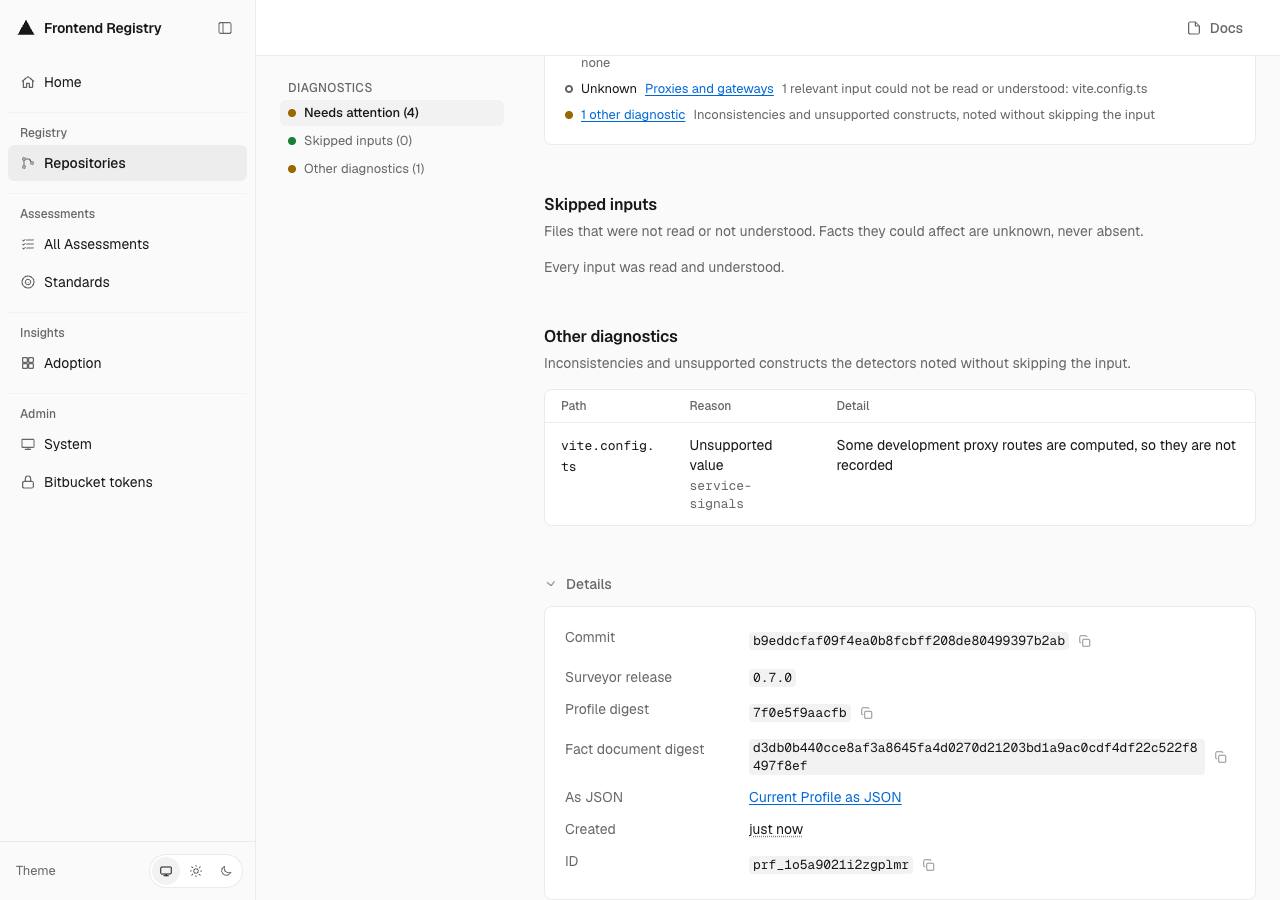 Frontend Registry
Docs
Home
Registry
Repositories
Assessments
All Assessments
Standards
Insights
Adoption
Admin
System
Bitbucket tokens
Theme
DIAGNOSTICS
Needs attention (4)
Skipped inputs (0)
Other diagnostics (1)
none
Unknown Proxies and gateways 1 relevant input could not be read or understood: vite.config.ts
1 other diagnostic Inconsistencies and unsupported constructs, noted without skipping the input
Skipped inputs
Files that were not read or not understood. Facts they could affect are unknown, never absent.
Every input was read and understood.
Other diagnostics
Inconsistencies and unsupported constructs the detectors noted without skipping the input.
Path Reason Detail
vite.config. Unsupported Some development proxy routes are computed, so they are not
ts value recorded
service-
signals
Details
Commit b9eddcfaf09f4ea0b8fcbff208de80499397b2ab
Surveyor release 0.7.0
Profile digest 7f0e5f9aacfb
Fact document digest d3db0b440cce8af3a8645fa4d0270d21203bd1a9ac0cdf4df22c522f8
497f8ef
As JSON Current Profile as JSON
Created just now
ID prf_1o5a9021i2zgplmr